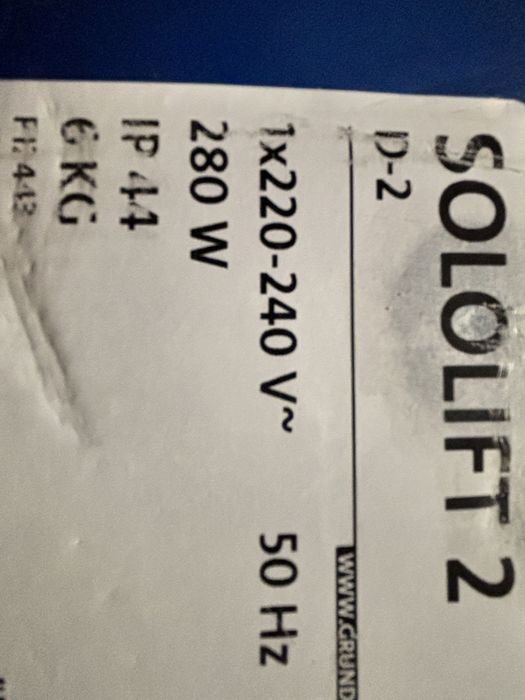 SOLOLIFT 2
D-2
WWW.GRUND
1x220-240 V~ 50 Hz
280 W
IP 44
6 KG